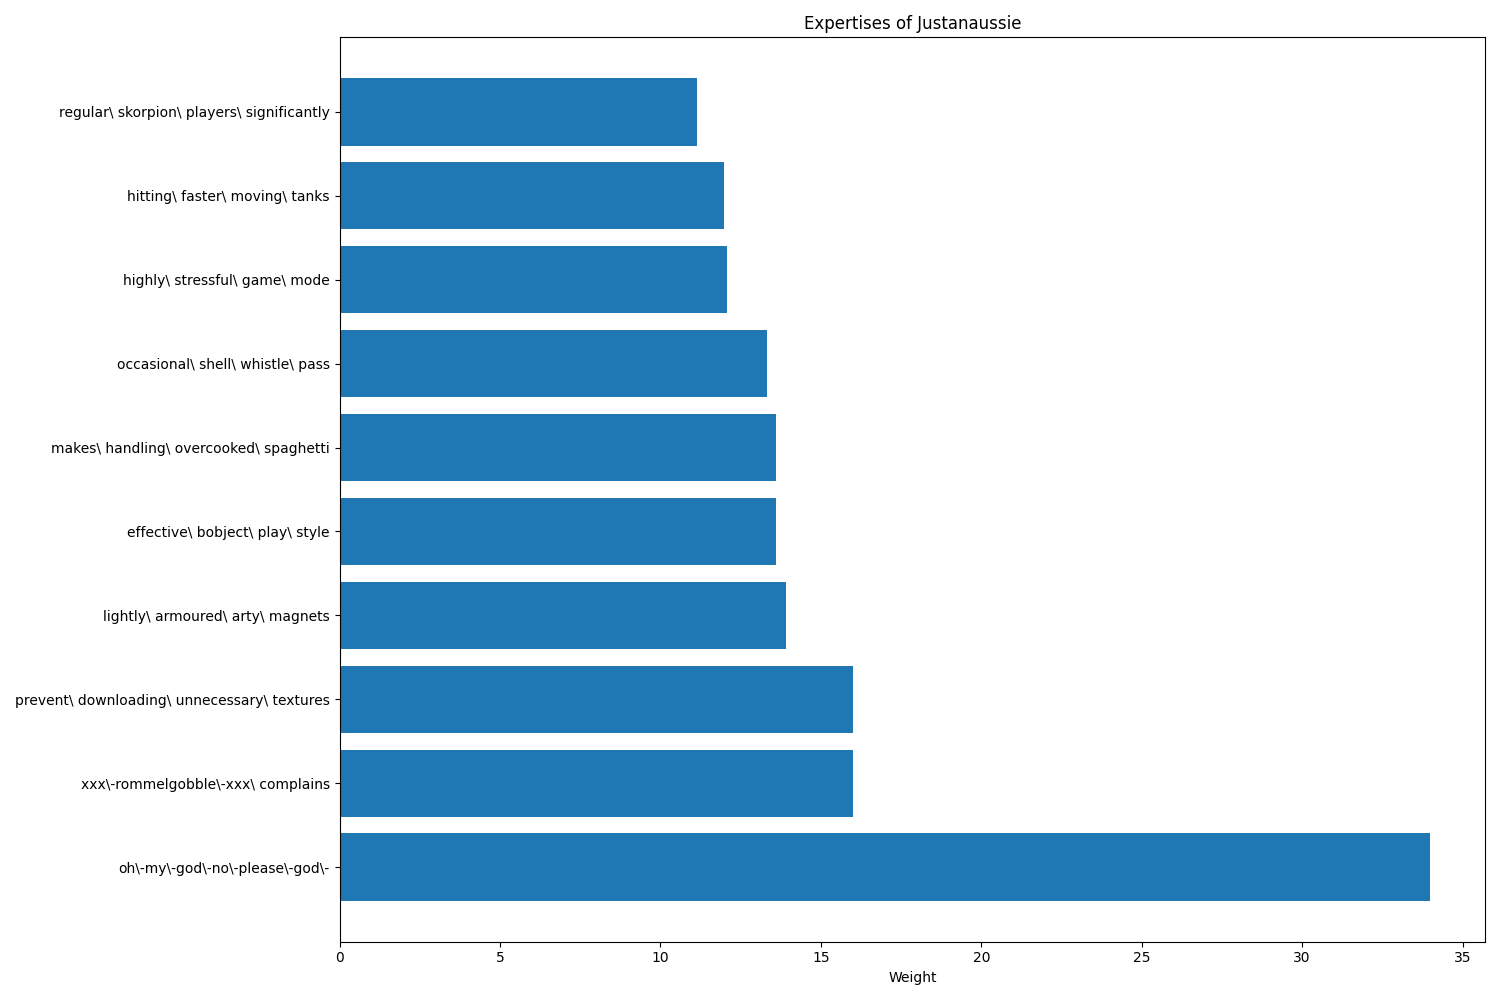 Expertises of Justanaussie
regular\ skorpion\ players\ significantly
hitting\ faster\ moving\ tanks
highly\ stressful\ game\ mode
occasional\ shell\ whistle\ pass
makes\ handling\ overcooked\ spaghetti
effective\ bobject\ play\ style
lightly\ armoured\ arty\ magnets
prevent\ downloading\ unnecessary\ textures
xxx\-rommelgobble\-xxx\ complains
oh\-my\-god\-no\-please\-god\-
0 5 10 15 20 25 30 35
Weight